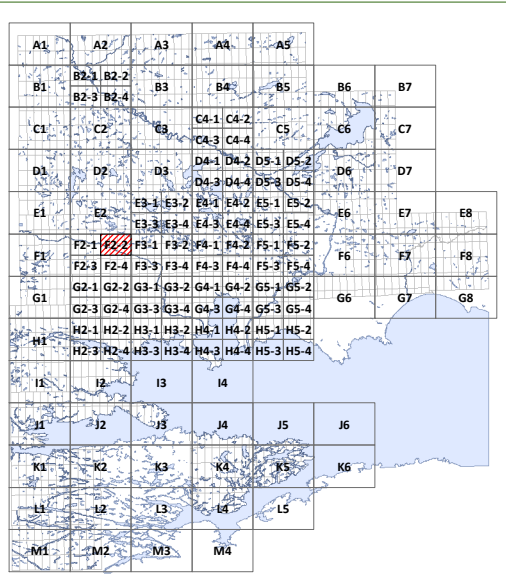 A1 A2 A3 A4 A5
B2-1 B2-2
B1 B3 B4 B5 B6 B7
B2-3 B2-4
C4-1 C4-2
C1 C2 C3 C5 C6 C7
C4-3 C4-4
D4-1 D4-2 D5-1 D5-2
D1 D2 D3 D6 D7
D4-3 D4-4 D5-3 D5-4
E3-1 E3-2 E4-1 E4-2 E5-1 E5-2
E1 E2 E6 E7 E8
E3-3 E3-4 E4-3 E4-4 E5-3 E5-4
F2-1 F2-2 F3-1 F3-2 F4-1 F4-2 F5-1 F5-2
F1 F6 F7 F8
F2-3 F2-4 F3-3 F3-4 F4-3 F4-4 F5-3 F5-4
G2-1 G2-2 G3-1 G3-2 G4-1 G4-2 G5-1 G5-2
G1 G6 G7 G8
G2-3 G2-4 G3-3 G3-4 G4-3 G4-4 G5-3 G5-4
H2-1 H2-2 H3-1 H3-2 H4-1 H4-2 H5-1 H5-2
H1
H2-3 H2-4 H3-3 H3-4 H4-3 H4-4 H5-3 H5-4
I1 I2 I3 I4
J1 J2 J3 J4 J5 J6
K1 K2 K3 K4 K5 K6
L1 L2 L3 L4 L5
M1 M2 M3 M4